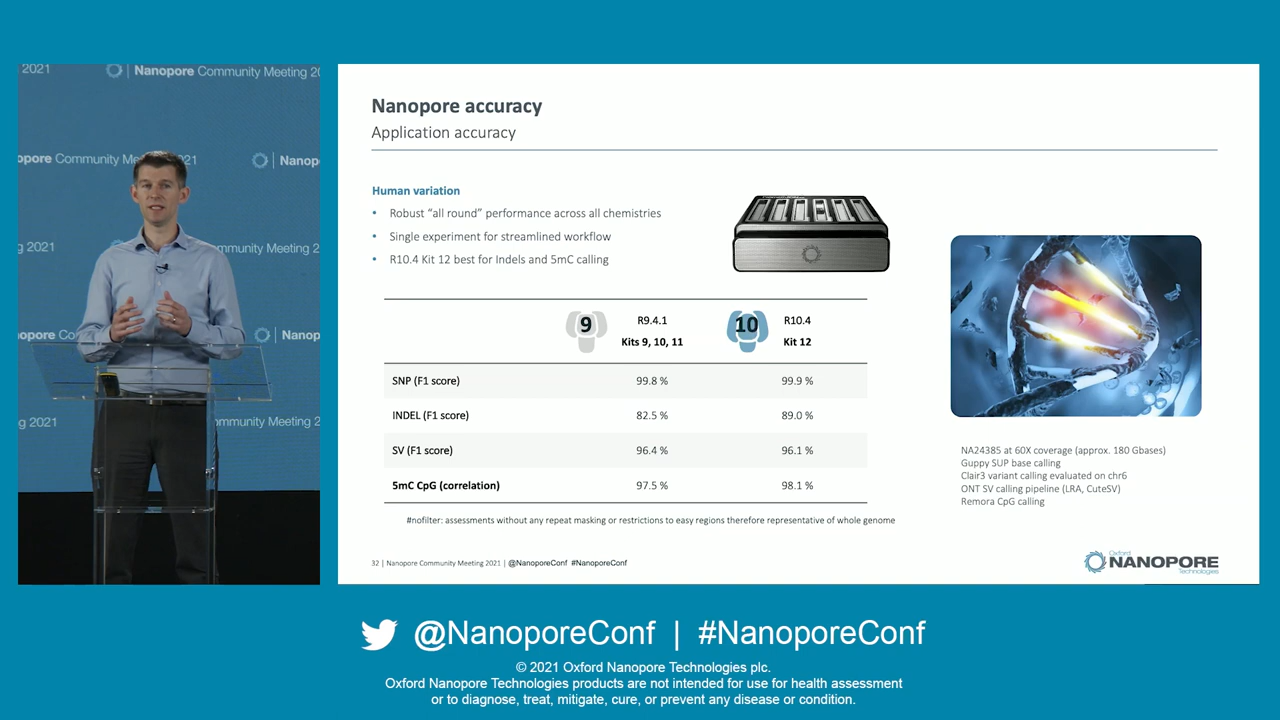 2021
Nanopore Community Meeting 20
opore Community Mee 21
Nanop
g 2021
mmunity Meeting 2
Nanopore Co
Nanop
g 2021
mmunity Meeting 2
Nanopore accuracy
Application accuracy
Human variation
• Robust “all round” performance across all chemistries
• Single experiment for streamlined workflow
• R10.4 Kit 12 best for Indels and 5mC calling
9 R9.4.1 10 R10.4
Kits 9, 10, 11 Kit 12
SNP (F1 score) 99.8 % 99.9 %
INDEL (F1 score) 82.5 % 89.0 %
SV (F1 score) 96.4 % 96.1 %
5mC CpG (correlation) 97.5 % 98.1 %
#nofilter: assessments without any repeat masking or restrictions to easy regions therefore representative of whole genome
NA24385 at 60X coverage (approx. 180 Gbases)
Guppy SUP base calling
Clair3 variant calling evaluated on chr6
ONT SV calling pipeline (LRA, CuteSV)
Remora CpG calling
32 | Nanopore Community Meeting 2021 | @NanoporeConf #NanoporeConf
Oxford
NANOPORE
Technologies
@NanoporeConf | #NanoporeConf
© 2021 Oxford Nanopore Technologies plc.
Oxford Nanopore Technologies products are not intended for use for health assessment
or to diagnose, treat, mitigate, cure, or prevent any disease or condition.